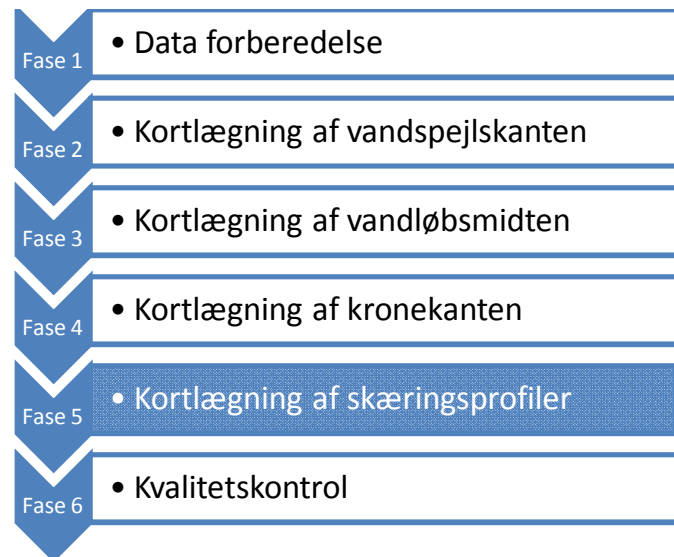 Fase 1
• Data forberedelse
Fase 2
• Kortlægning af vandspejlskanten
Fase 3
• Kortlægning af vandløbsmidten
Fase 4
• Kortlægning af kronekanten
Fase 5
• Kortlægning af skæringsprofiler
Fase 6
• Kvalitetskontrol